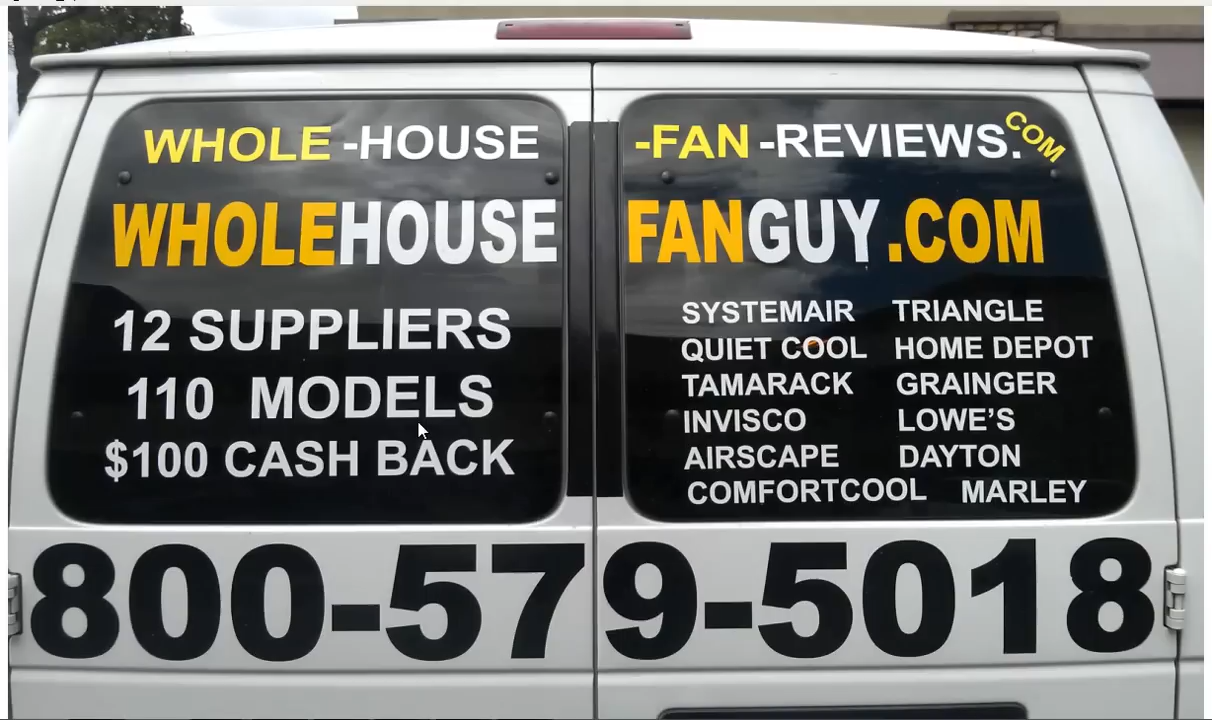 WHOLE -HOUSE -FAN -REVIEWS.COM
WHOLEHOUSE FANGUY.COM
12 SUPPLIERS
110 MODELS
$100 CASH BACK
SYSTEMAIR TRIANGLE
QUIET COOL HOME DEPOT
TAMARACK GRAINGER
INVISCO LOWE'S
AIRSCAPE DAYTON
COMFORTCOOL MARLEY
800-579-5018